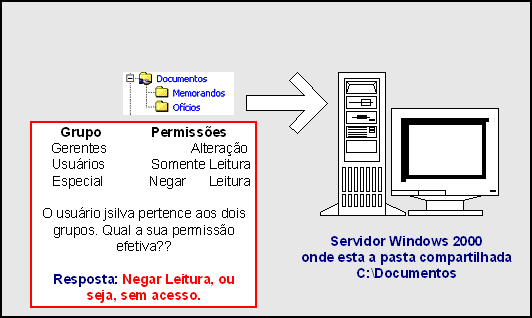 Documentos
Memorandos
Ofícios
Grupo Permissões
Gerentes Alteração
Usuários Somente Leitura
Especial Negar Leitura
O usuário jsilva pertence aos dois
grupos. Qual a sua permissão
efetiva??
Resposta: Negar Leitura, ou
seja, sem acesso.
Servidor Windows 2000
onde esta a pasta compartilhada
C:\Documentos